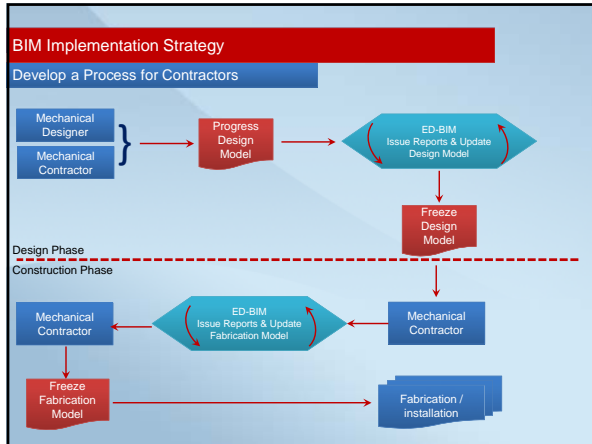 BIM Implementation Strategy
Develop a Process for Contractors
Mechanical
Designer
Mechanical
Contractor
}
Progress
Design
Model
ED-BIM
Issue Reports & Update
Design Model
Freeze
Design
Model
Design Phase
Construction Phase
Mechanical
Contractor
ED-BIM
Issue Reports & Update
Fabrication Model
Mechanical
Contractor
Freeze
Fabrication
Model
Fabrication /
installation